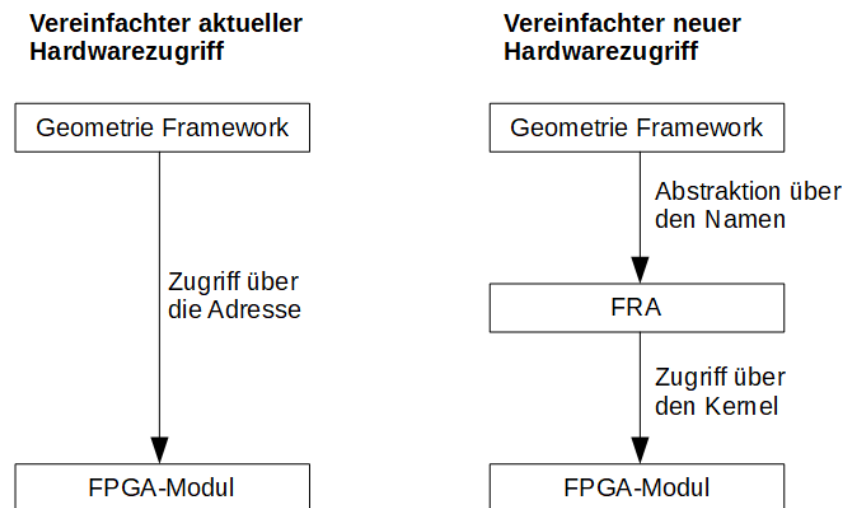 Vereinfachter aktueller
Hardwarezugriff
Geometrie Framework
Zugriff über
die Adresse
FPGA-Modul
Vereinfachter neuer
Hardwarezugriff
Geometrie Framework
Abstraktion über
den Namen
FRA
Zugriff über
den Kernel
FPGA-Modul